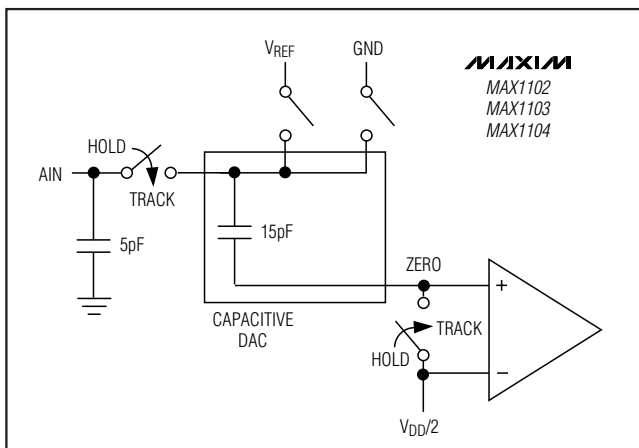 VREF
GND
MAXIM
MAX1102
MAX1103
MAX1104
HOLD
AIN
TRACK
5pF
15pF
ZERO
CAPACITIVE
DAC
+
TRACK
HOLD
−
VDD/2